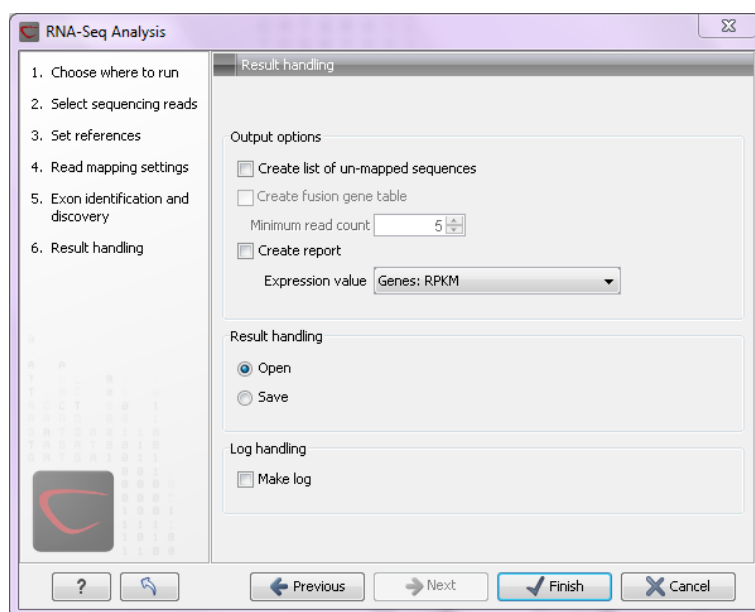 RNA-Seq Analysis
1. Choose where to run
2. Select sequencing reads
3. Set references
4. Read mapping settings
5. Exon identification and
discovery
6. Result handling
Result handling
Output options
Create list of un-mapped sequences
Create fusion gene table
Minimum read count 5
Create report
Expression value Genes: RPKM
Result handling
Open
Save
Log handling
Make log
? Previous Next Finish Cancel